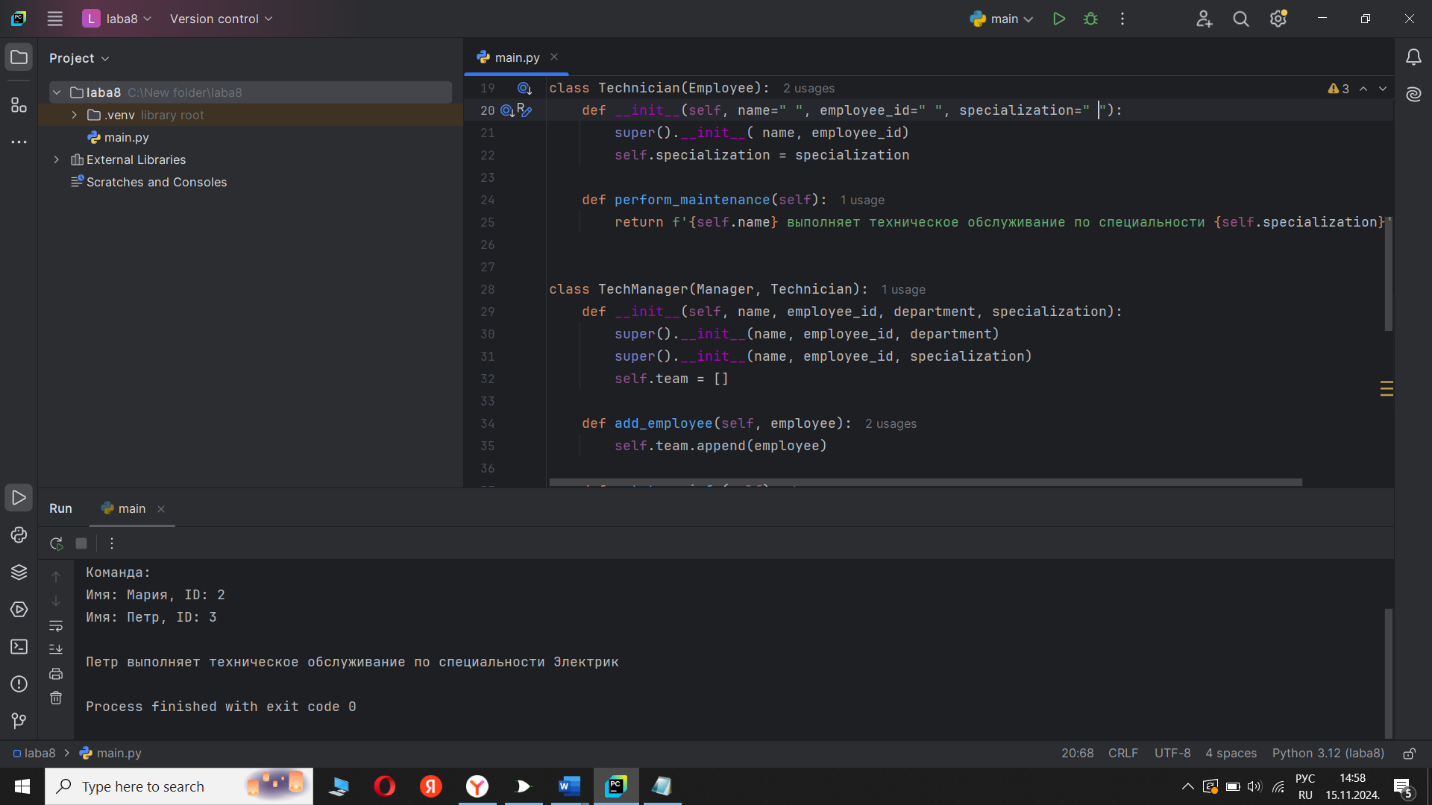 PC
L laba8
Version control
main
Project
main.py
laba8 C:\New folder\laba8
.venv library root
main.py
External Libraries
Scratches and Consoles
3
19 class Technician(Employee): 2 usages
20 def __init__(self, name=" ", employee_id=" ", specialization=" "):
21 super().__init__( name, employee_id)
22 self.specialization = specialization
23
24 def perform_maintenance(self): 1 usage
25 return f'{self.name} выполняет техническое обслуживание по специальности {self.specialization}'
26
27
28 class TechManager(Manager, Technician): 1 usage
29 def __init__(self, name, employee_id, department, specialization):
30 super().__init__(name, employee_id, department)
31 super().__init__(name, employee_id, specialization)
32 self.team = []
33
34 def add_employee(self, employee): 2 usages
35 self.team.append(employee)
36
Run
main
Команда:
Имя: Мария, ID: 2
Имя: Петр, ID: 3
Петр выполняет техническое обслуживание по специальности Электрик
Process finished with exit code 0
laba8
main.py
20:68 CRLF UTF-8 4 spaces Python 3.12 (laba8)
Type here to search
РУС
RU
14:58
15.11.2024.
5